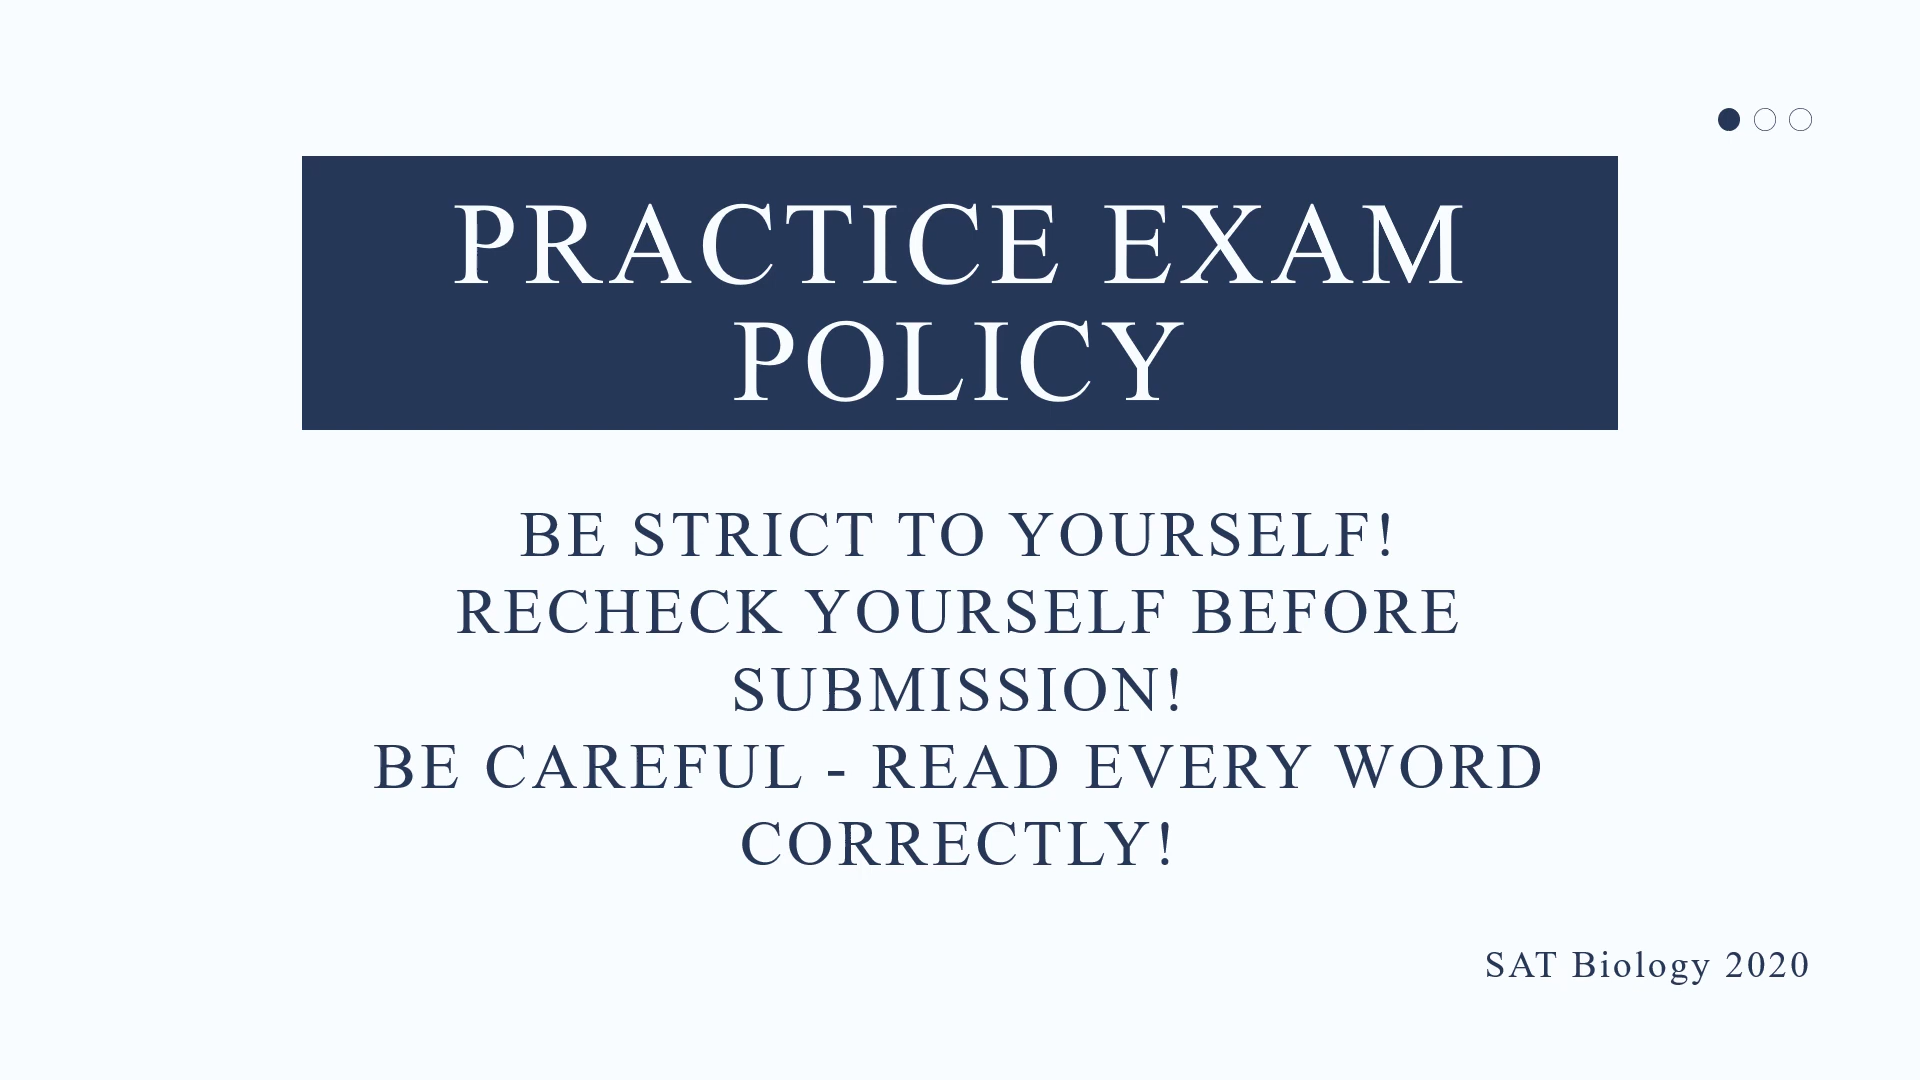 PRACTICE EXAM
POLICY
BE STRICT TO YOURSELF!
RECHECK YOURSELF BEFORE
SUBMISSION!
BE CAREFUL - READ EVERY WORD
CORRECTLY!
SAT Biology 2020